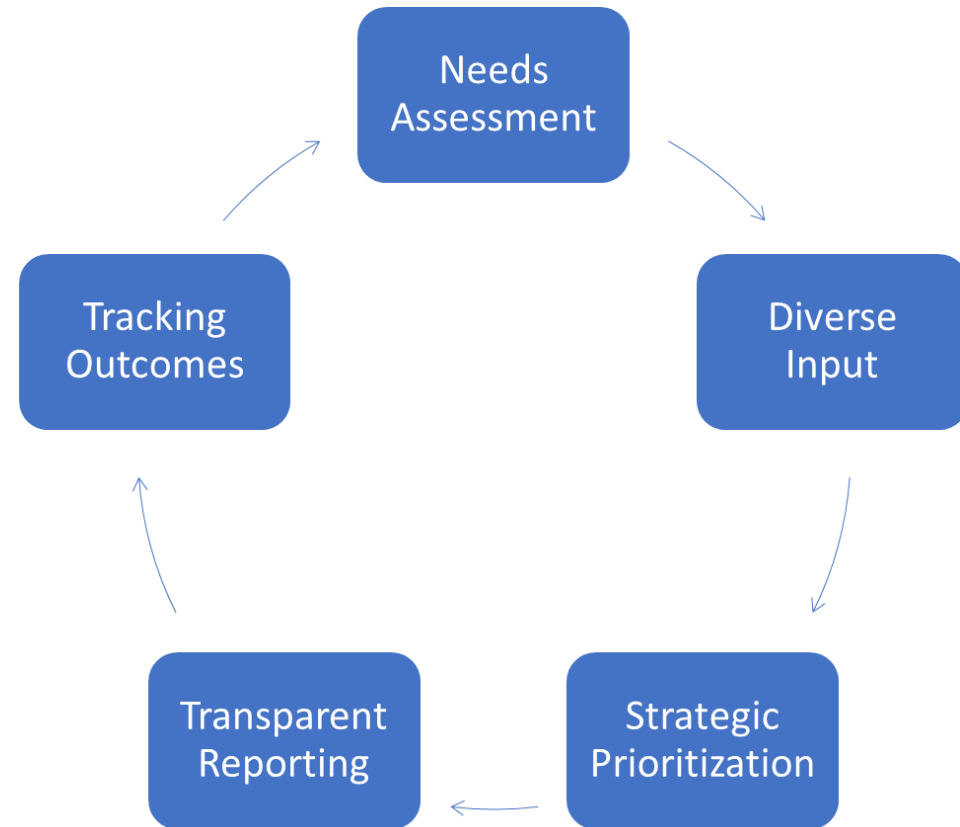 Needs
Assessment
Diverse
Input
Strategic
Prioritization
Transparent
Reporting
Tracking
Outcomes